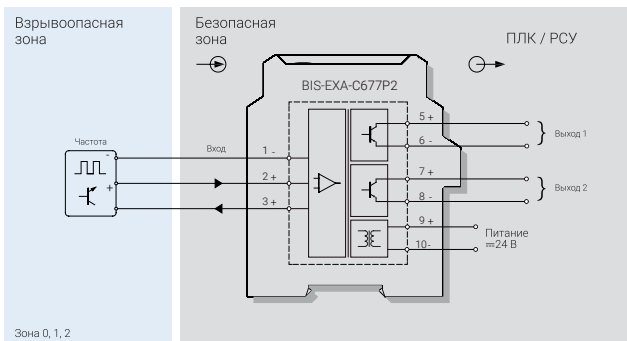 Взрывоопасная
зона
Безопасная
зона
ПЛК / РСУ
BIS-EXA-C677P2
Частота
Вход
-
+
1 -
2 +
3 +
5 +
6 -
Выход 1
7 +
8 -
Выход 2
9 +
10-
Питание
⎓24 В
Зона 0, 1, 2